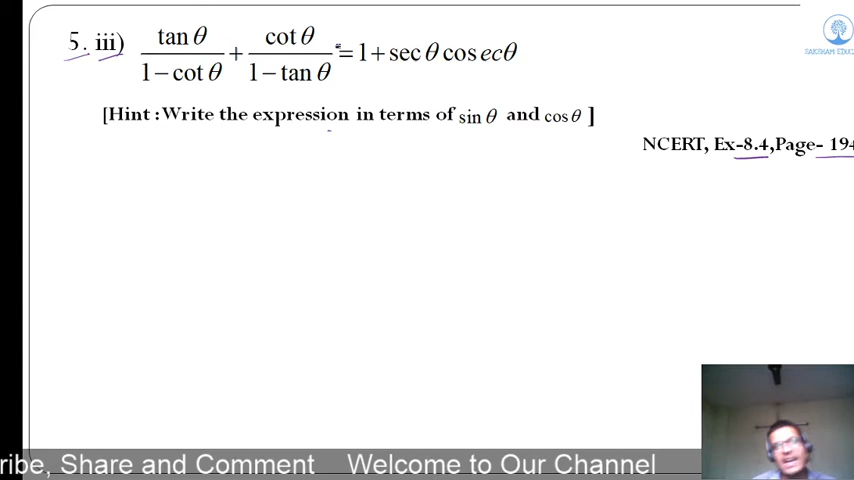 5. iii) tanθ / (1 − cotθ) + cotθ / (1 − tanθ) = 1 + secθ cosecθ
[Hint :Write the expression in terms of sinθ and cosθ ]
NCERT, Ex-8.4,Page- 194
ribe, Share and Comment Welcome to Our Channel